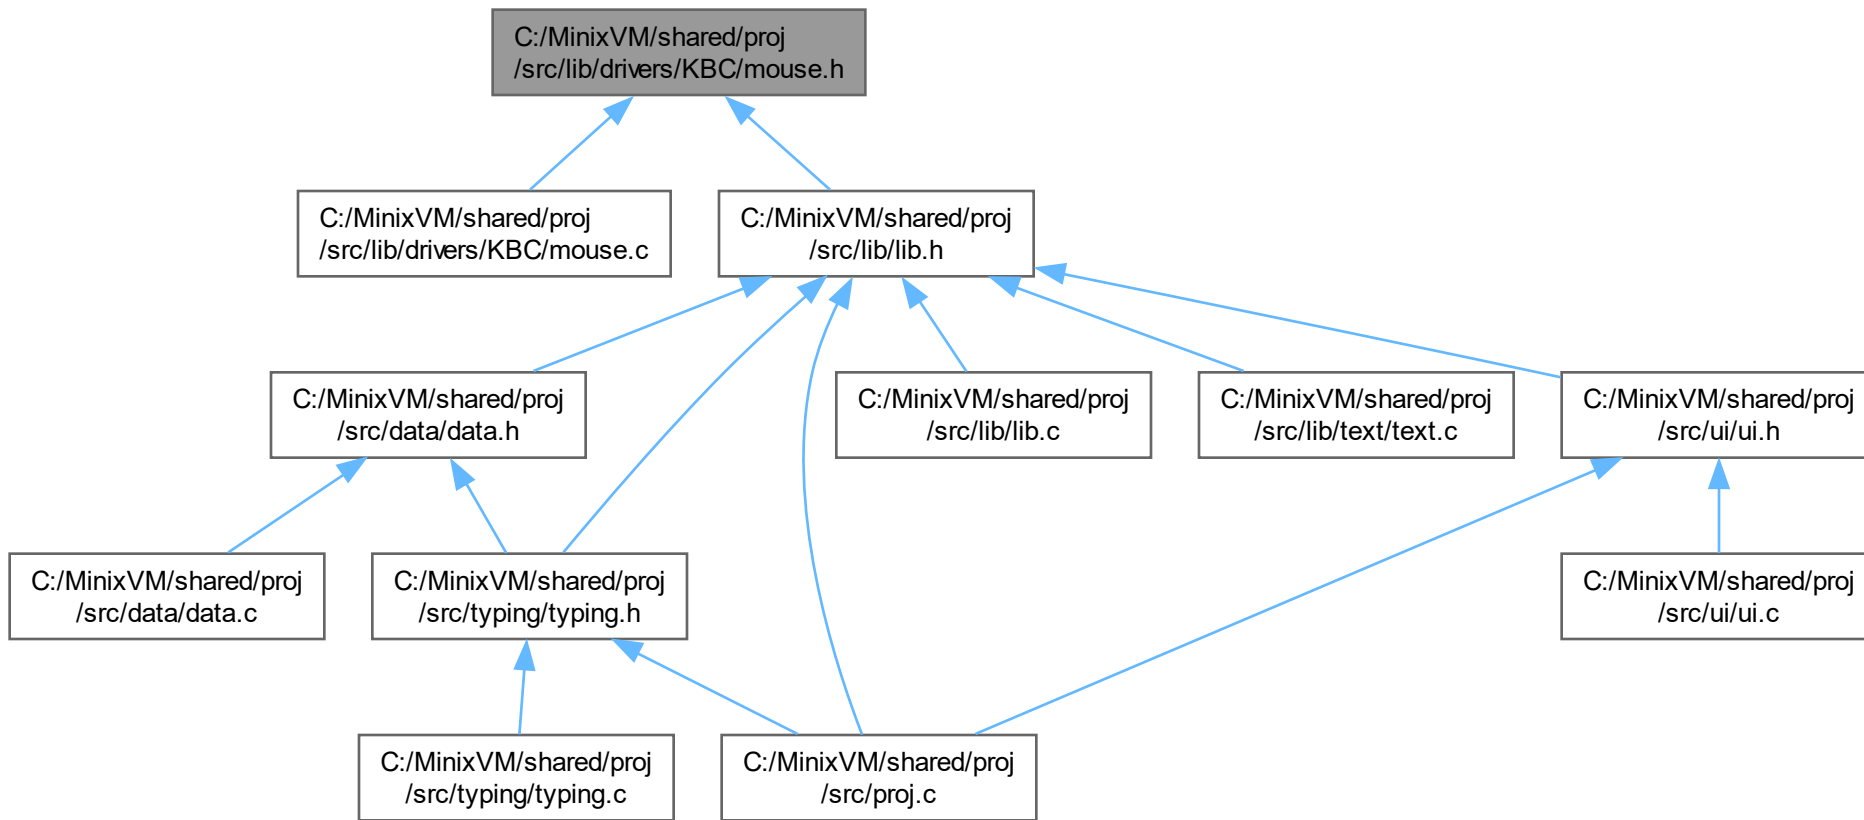 C:/MinixVM/shared/proj
/src/lib/drivers/KBC/mouse.h
C:/MinixVM/shared/proj
/src/lib/drivers/KBC/mouse.c
C:/MinixVM/shared/proj
/src/lib/lib.h
C:/MinixVM/shared/proj
/src/data/data.h
C:/MinixVM/shared/proj
/src/lib/lib.c
C:/MinixVM/shared/proj
/src/lib/text/text.c
C:/MinixVM/shared/proj
/src/ui/ui.h
C:/MinixVM/shared/proj
/src/data/data.c
C:/MinixVM/shared/proj
/src/typing/typing.h
C:/MinixVM/shared/proj
/src/ui/ui.c
C:/MinixVM/shared/proj
/src/typing/typing.c
C:/MinixVM/shared/proj
/src/proj.c